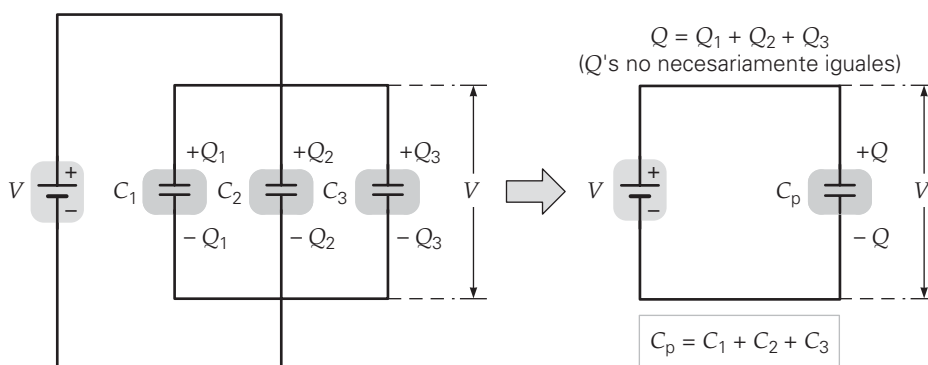 Q = Q₁ + Q₂ + Q₃
(Q's no necesariamente iguales)
V + − C₁ +Q₁ − Q₁ C₂ +Q₂ − Q₂ C₃ +Q₃ − Q₃ V
V + − Cₚ +Q − Q V
Cₚ = C₁ + C₂ + C₃